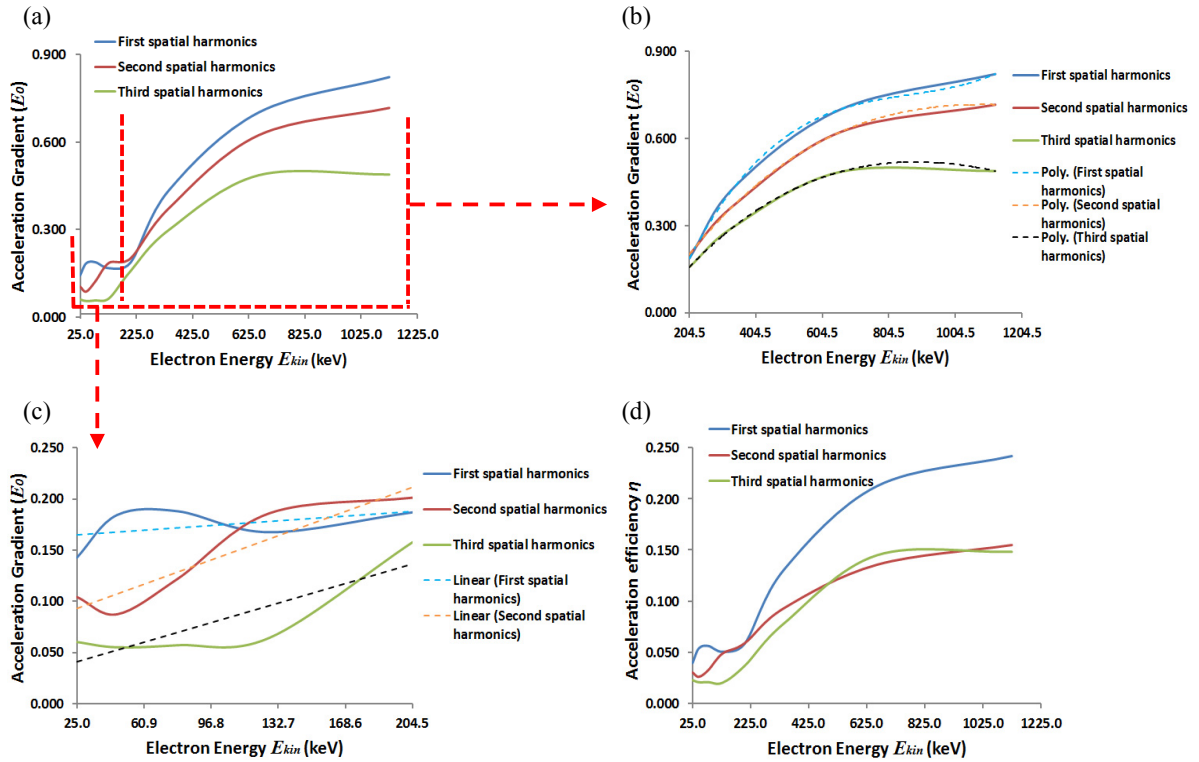 (a)
First spatial harmonics
Second spatial harmonics
Third spatial harmonics
Acceleration Gradient (E0)
0.900
0.600
0.300
0.000
25.0 225.0 425.0 625.0 825.0 1025.0 1225.0
Electron Energy Ekin (keV)
(b)
Acceleration Gradient (E0)
0.900
0.600
0.300
0.000
204.5 404.5 604.5 804.5 1004.5 1204.5
Electron Energy Ekin (keV)
First spatial harmonics
Second spatial harmonics
Third spatial harmonics
Poly. (First spatial
harmonics)
Poly. (Second spatial
harmonics)
Poly. (Third spatial
harmonics)
(c)
Acceleration Gradient (E0)
0.250
0.200
0.150
0.100
0.050
0.000
25.0 60.9 96.8 132.7 168.6 204.5
Electron Energy Ekin (keV)
First spatial harmonics
Second spatial harmonics
Third spatial harmonics
Linear (First spatial
harmonics)
Linear (Second spatial
harmonics)
(d)
First spatial harmonics
Second spatial harmonics
Third spatial harmonics
Acceleration efficiency η
0.250
0.200
0.150
0.100
0.050
0.000
25.0 225.0 425.0 625.0 825.0 1025.0 1225.0
Electron Energy Ekin (keV)